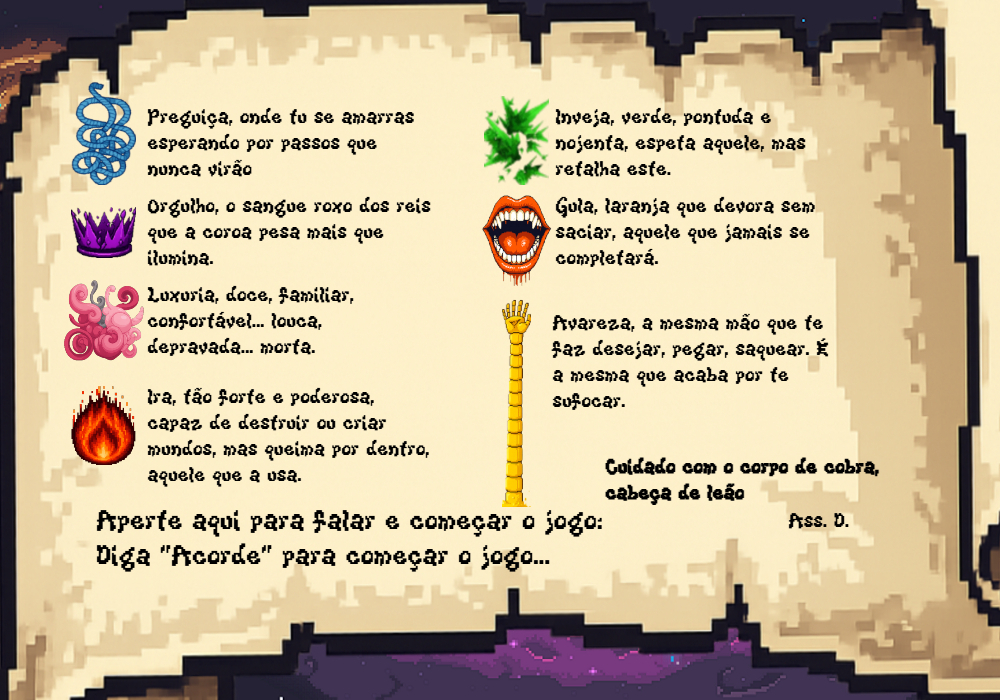 Preguiça, onde tu se amarras
esperando por passos que
nunca virão
Orgulho, o sangue roxo dos reis
que a coroa pesa mais que
ilumina.
Luxuria, doce, familiar,
confortável... louca,
depravada... morta.
Ira, tão forte e poderosa,
capaz de destruir ou criar
mundos, mas queima por dentro,
aquele que a usa.
Inveja, verde, pontuda e
nojenta, espeta aquele, mas
retalha este.
Gula, laranja que devora sem
saciar, aquele que jamais se
completará.
Avareza, a mesma mão que te
faz desejar, pegar, saquear. É
a mesma que acaba por te
sufocar.
Cuidado com o corpo de cobra,
cabeça de leão
Ass. D.
Aperte aqui para falar e começar o jogo:
Diga "Acorde" para começar o jogo...